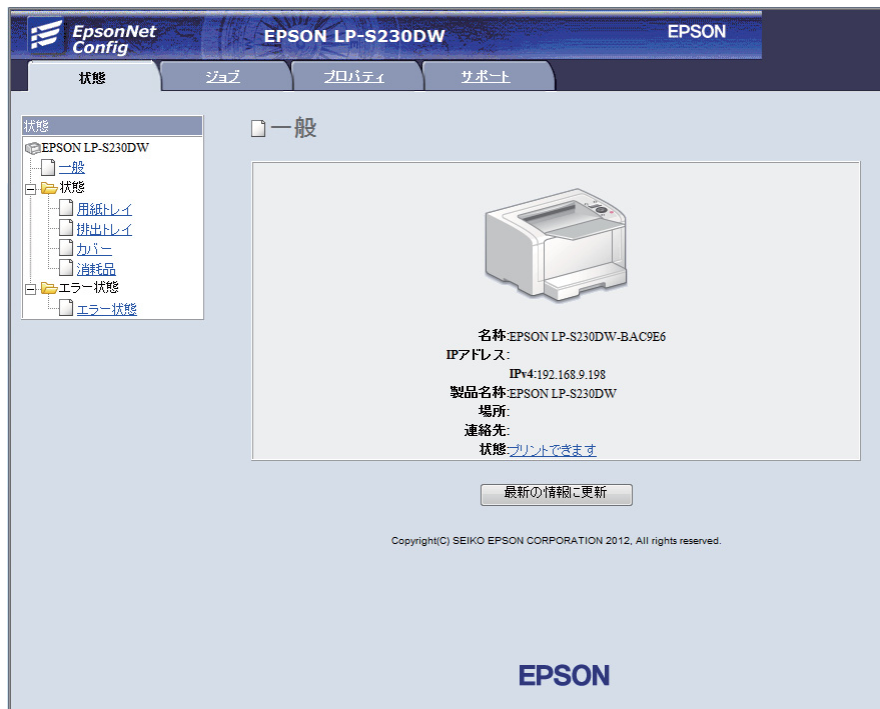 EpsonNet
Config
EPSON LP-S230DW
EPSON
状態
ジョブ
プロパティ
サポート
状態
EPSON LP-S230DW
一般
状態
用紙トレイ
排出トレイ
カバー
消耗品
エラー状態
エラー状態
一般
名称:EPSON LP-S230DW-BAC9E6
IPアドレス:
IPv4:192.168.9.198
製品名称:EPSON LP-S230DW
場所:
連絡先:
状態:プリントできます
最新の情報に更新
Copyright(C) SEIKO EPSON CORPORATION 2012, All rights reserved.
EPSON